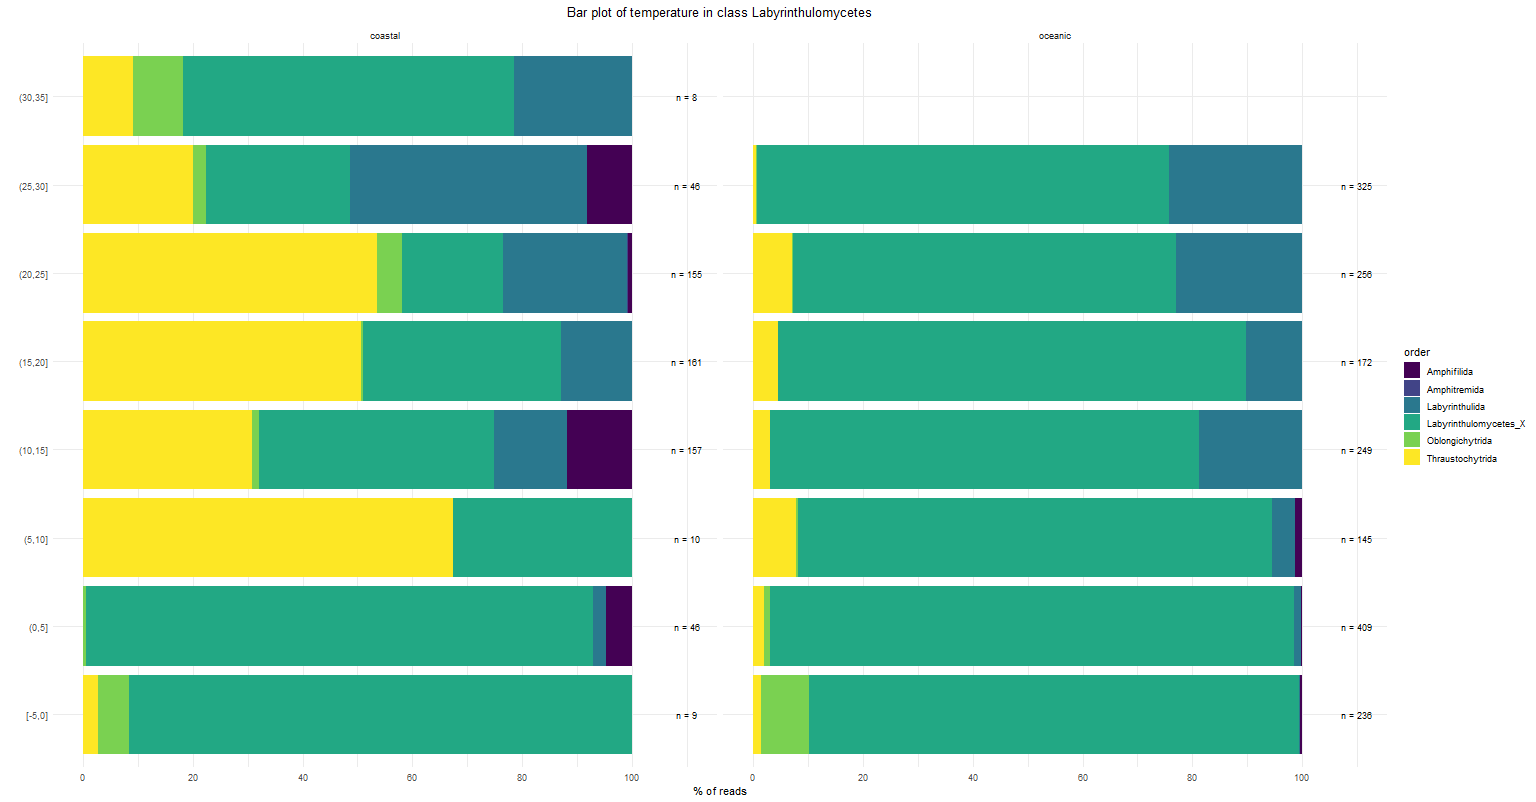 Bar plot of temperature in class Labyrinthulomycetes
coastal
oceanic
(30,35]
n = 8
(25,30]
n = 46
n = 325
(20,25]
n = 155
n = 256
(15,20]
n = 161
n = 172
(10,15]
n = 157
n = 249
(5,10]
n = 10
n = 145
(0,5]
n = 46
n = 409
[-5,0]
n = 9
n = 236
0 20 40 60 80 100
0 20 40 60 80 100
% of reads
order
Amphifilida
Amphitremida
Labyrinthulida
Labyrinthulomycetes_X
Oblongichytrida
Thraustochytrida